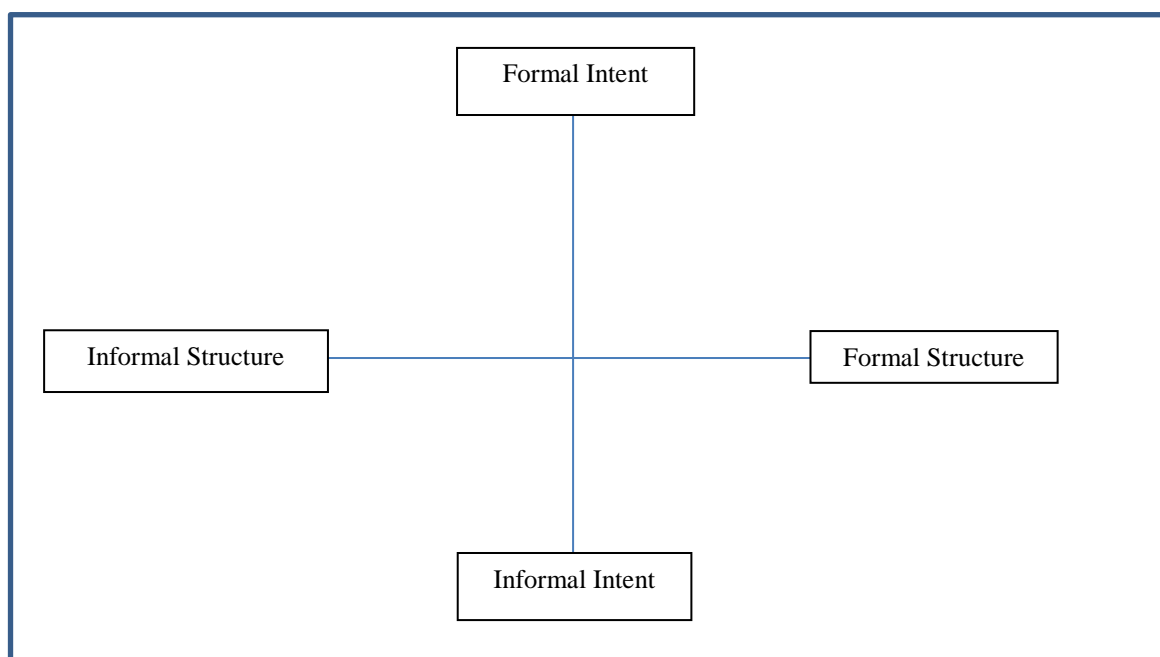 Formal Intent
Informal Structure
Formal Structure
Informal Intent